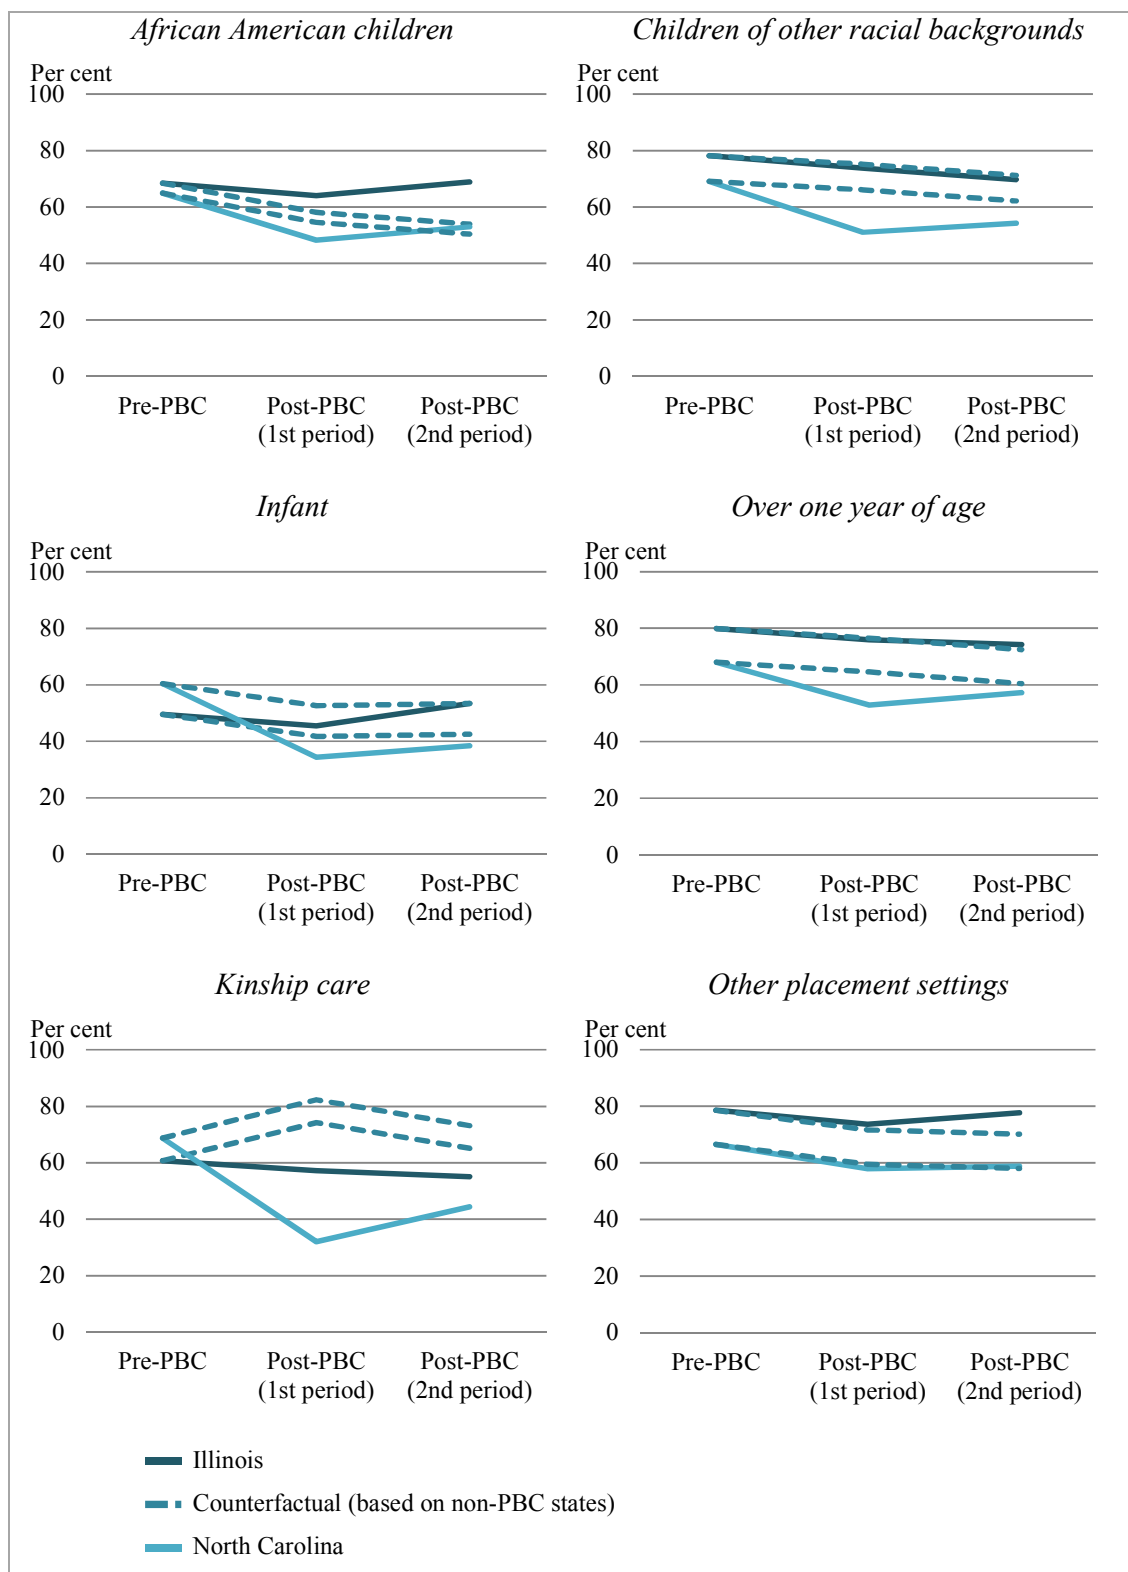 African American children
Per cent
100
80
60
40
20
0
Pre-PBC
Post-PBC
(1st period)
Post-PBC
(2nd period)
Children of other racial backgrounds
Per cent
100
80
60
40
20
0
Pre-PBC
Post-PBC
(1st period)
Post-PBC
(2nd period)
Infant
Per cent
100
80
60
40
20
0
Pre-PBC
Post-PBC
(1st period)
Post-PBC
(2nd period)
Over one year of age
Per cent
100
80
60
40
20
0
Pre-PBC
Post-PBC
(1st period)
Post-PBC
(2nd period)
Kinship care
Per cent
100
80
60
40
20
0
Pre-PBC
Post-PBC
(1st period)
Post-PBC
(2nd period)
Other placement settings
Per cent
100
80
60
40
20
0
Pre-PBC
Post-PBC
(1st period)
Post-PBC
(2nd period)
Illinois
Counterfactual (based on non-PBC states)
North Carolina